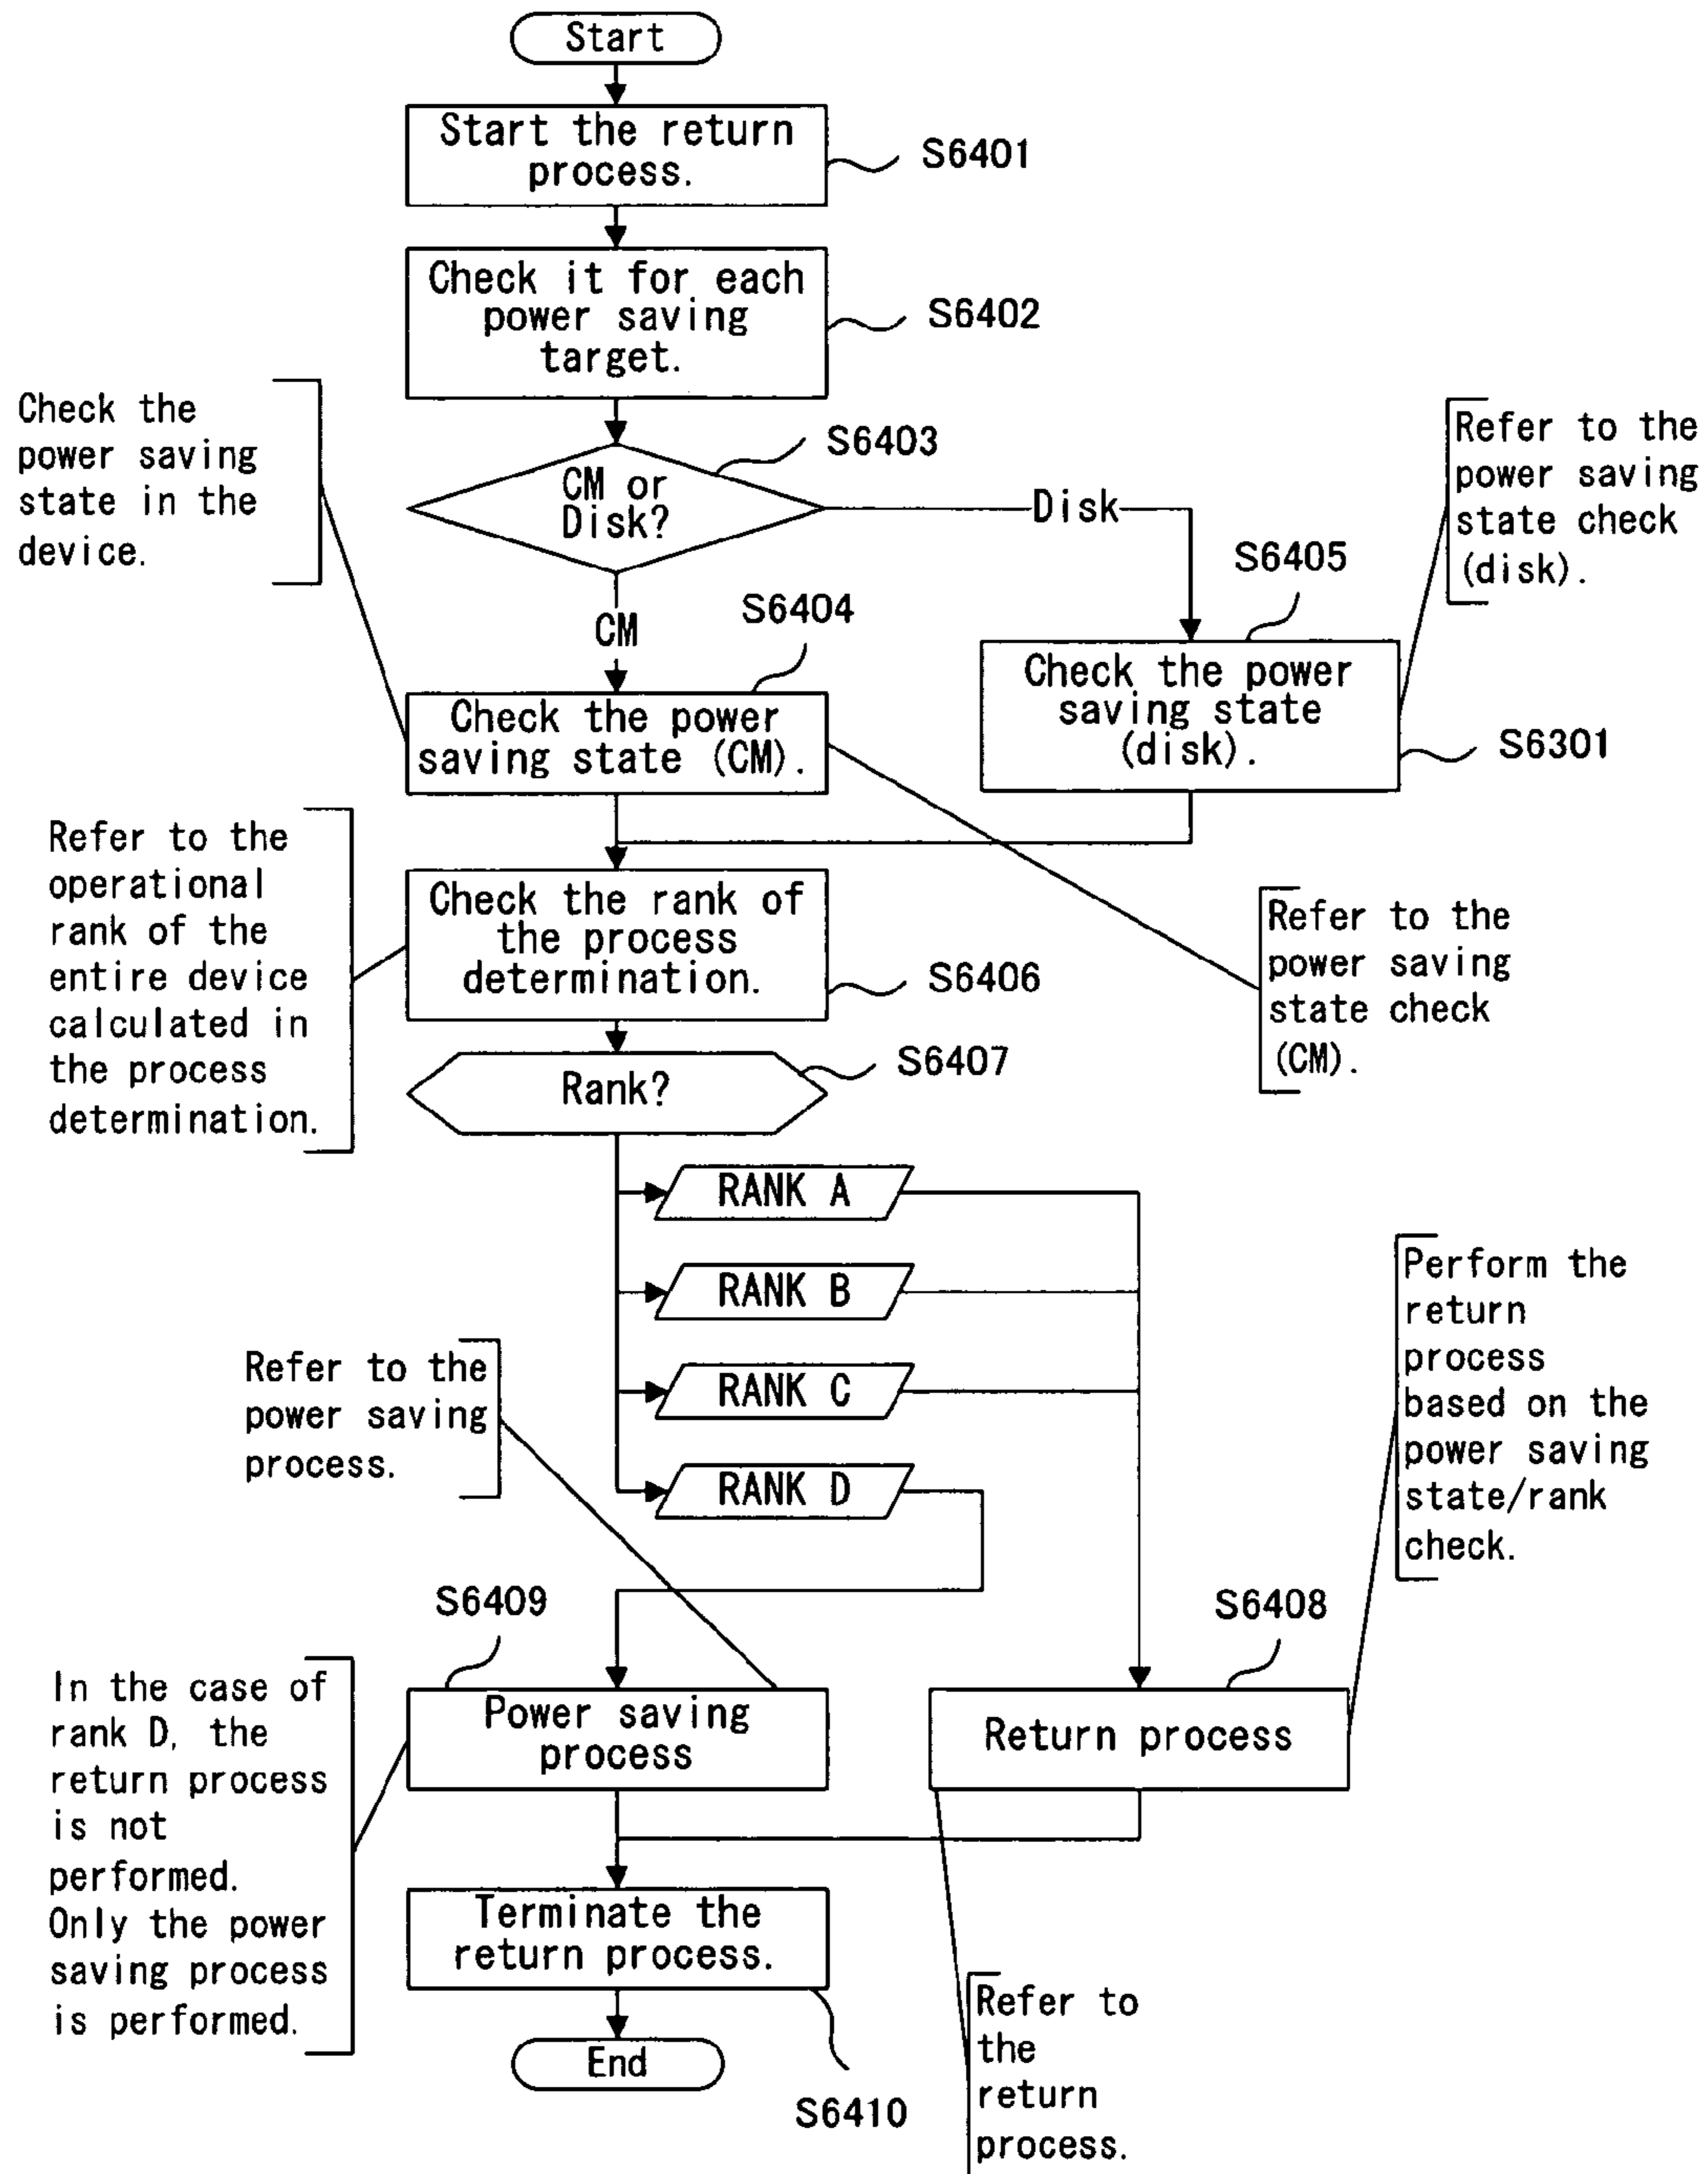 Start
Start the return
process.
S6401
Check it for each
power saving
target.
S6402
Check the
power saving
state in the
device.
S6403
CM or
Disk?
Disk
Refer to the
power saving
state check
(disk).
S6405
CM
S6404
Check the power
saving state (CM).
Check the power
saving state
(disk).
S6301
Refer to the
operational
rank of the
entire device
calculated in
the process
determination.
Check the rank of
the process
determination.
S6406
Refer to the
power saving
state check
(CM).
S6407
Rank?
RANK A
RANK B
RANK C
RANK D
Refer to the
power saving
process.
Perform the
return
process
based on the
power saving
state/rank
check.
S6409
S6408
In the case of
rank D, the
return process
is not
performed.
Only the power
saving process
is performed.
Power saving
process
Return process
Terminate the
return process.
End
S6410
Refer to
the
return
process.